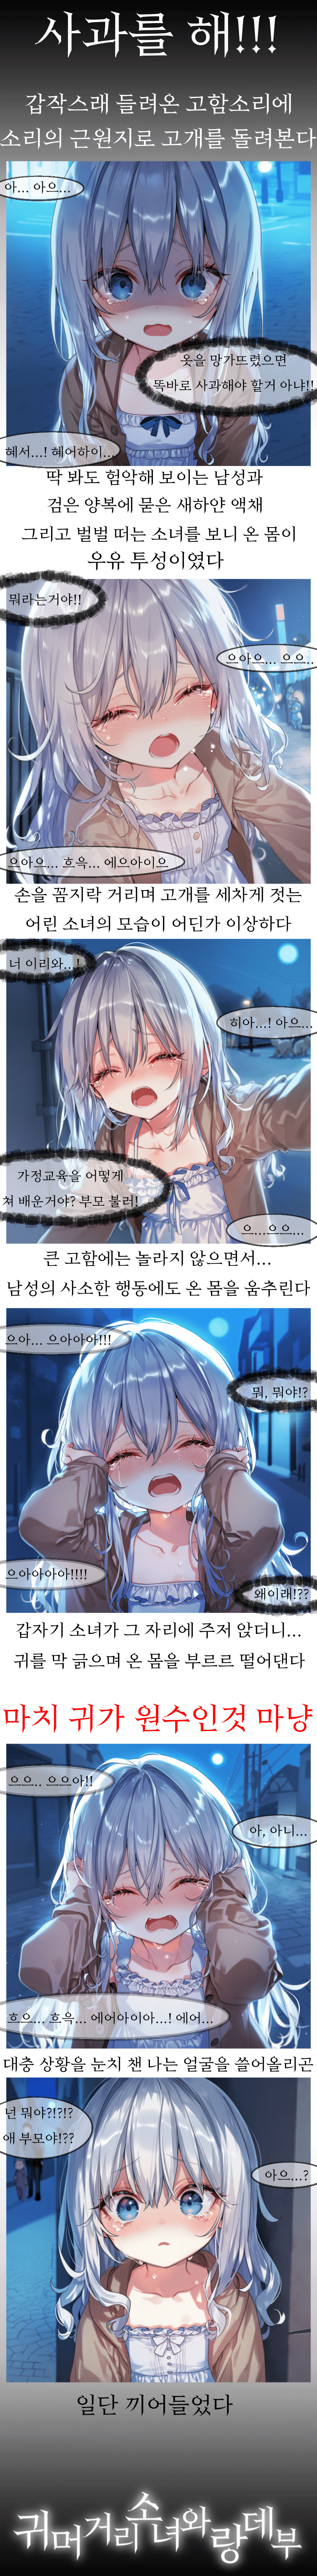 사과를 해!!!
갑작스래 들려온 고함소리에
소리의 근원지로 고개를 돌려본다
아... 아으...
옷을 망가뜨렸으면
똑바로 사과해야 할거 아냐!!
헤서...! 헤어하이...
딱 봐도 험악해 보이는 남성과
검은 양복에 묻은 새하얀 액채
그리고 벌벌 떠는 소녀를 보니 온 몸이
우유 투성이였다
뭐라는거야!!
으아으... 으으..
으아으... 흐윽... 에으아이으
손을 꼼지락 거리며 고개를 세차게 젓는
어린 소녀의 모습이 어딘가 이상하다
너 이리와..!
히아...! 아으...
가정교육을 어떻게
쳐 배운거야? 부모 불러!
으...으으...
큰 고함에는 놀라지 않으면서...
남성의 사소한 행동에도 온 몸을 움추린다
으아... 으아아아!!!
뭐, 뭐야!?
으아아아아!!!!
왜이래!??
갑자기 소녀가 그 자리에 주저 앉더니...
귀를 막 긁으며 온 몸을 부르르 떨어댄다
마치 귀가 원수인것 마냥
으으.. 으으아!!
아, 아니...
흐으... 흐윽... 에어아이아...! 에어...
대충 상황을 눈치 챈 나는 얼굴을 쓸어올리곤
넌 뭐야?!?!?
애 부모야!??
아으...?
일단 끼어들었다
귀머거리 소녀와 랑데부